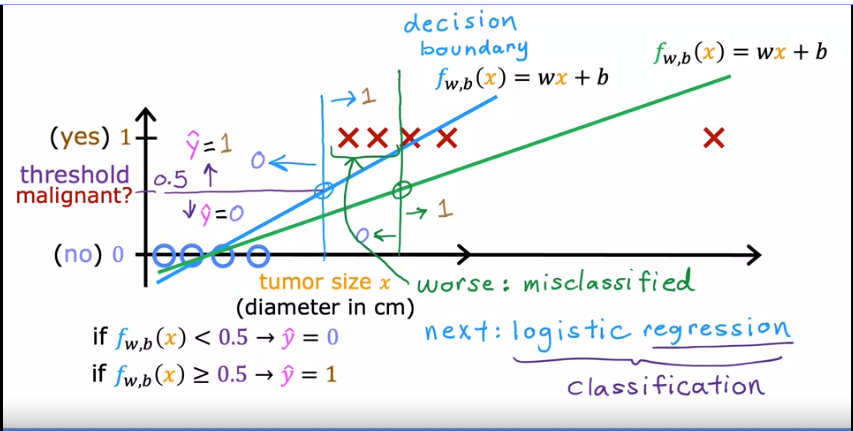 decision
boundary
f_{w,b}(x) = wx + b
f_{w,b}(x) = wx + b
→1
(yes) 1
ŷ=1
0←
threshold
0.5 ↑
malignant?
↓ŷ=0
→ 1
0←
(no) 0
tumor size x
worse: misclassified
(diameter in cm)
if f_{w,b}(x) < 0.5 → ŷ = 0
next: logistic regression
if f_{w,b}(x) ≥ 0.5 → ŷ = 1
classification